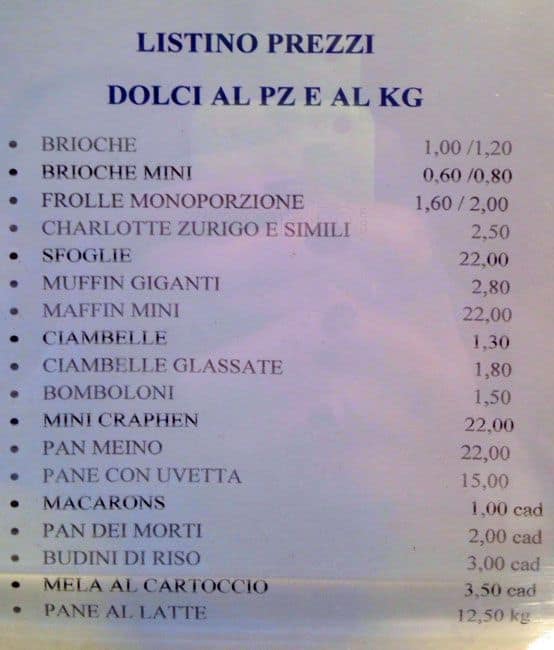 LISTINO PREZZI
DOLCI AL PZ E AL KG
• BRIOCHE 1,00 /1,20
• BRIOCHE MINI 0,60 /0,80
• FROLLE MONOPORZIONE 1,60 / 2,00
• CHARLOTTE ZURIGO E SIMILI 2,50
• SFOGLIE 22,00
• MUFFIN GIGANTI 2,80
• MAFFIN MINI 22,00
• CIAMBELLE 1,30
• CIAMBELLE GLASSATE 1,80
• BOMBOLONI 1,50
• MINI CRAPHEN 22,00
• PAN MEINO 22,00
• PANE CON UVETTA 15,00
• MACARONS 1,00 cad
• PAN DEI MORTI 2,00 cad
• BUDINI DI RISO 3,00 cad
• MELA AL CARTOCCIO 3,50 cad
• PANE AL LATTE 12,50 kg